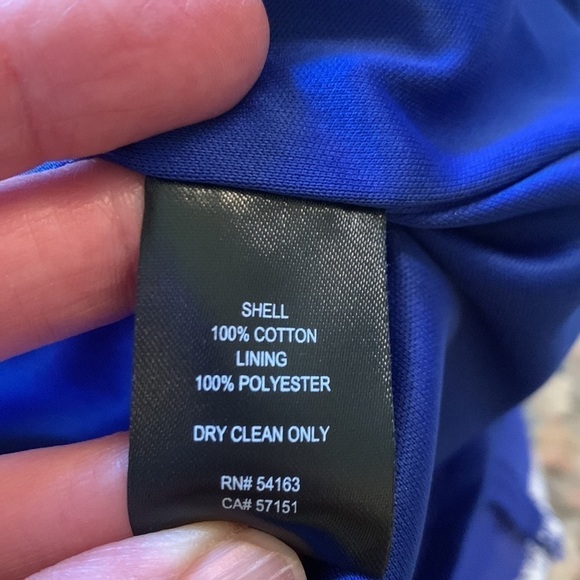 SHELL
100% COTTON
LINING
100% POLYESTER
DRY CLEAN ONLY
RN# 54163
CA# 57151